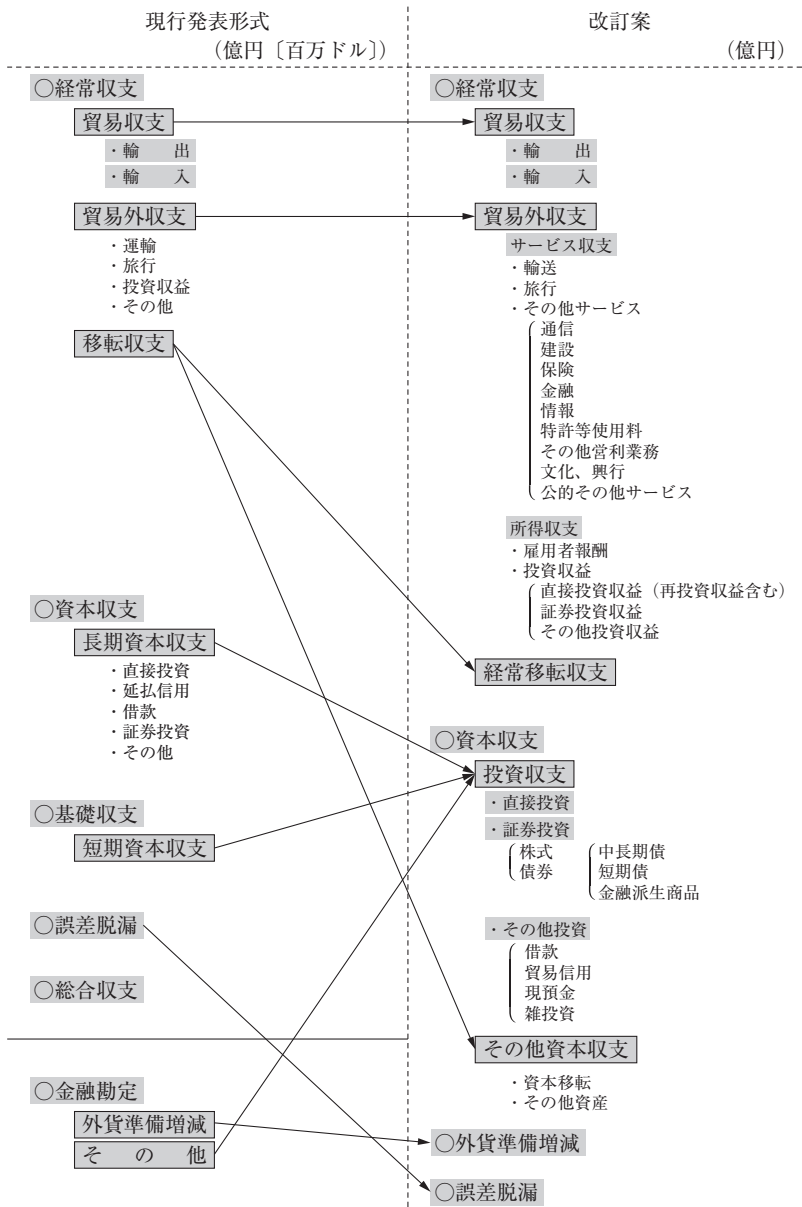 現行発表形式
（億円〔百万ドル〕）
○経常収支
貿易収支
・輸　出
・輸　入
貿易外収支
・運輸
・旅行
・投資収益
・その他
移転収支
○資本収支
長期資本収支
・直接投資
・延払信用
・借款
・証券投資
・その他
○基礎収支
短期資本収支
○誤差脱漏
○総合収支
○金融勘定
外貨準備増減
そ　の　他
改訂案
（億円）
○経常収支
貿易収支
・輸　出
・輸　入
貿易外収支
サービス収支
・輸送
・旅行
・その他サービス
通信
建設
保険
金融
情報
特許等使用料
その他営利業務
文化、興行
公的その他サービス
所得収支
・雇用者報酬
・投資収益
直接投資収益（再投資収益含む）
証券投資収益
その他投資収益
経常移転収支
○資本収支
投資収支
・直接投資
・証券投資
株式　中長期債
債券　短期債
金融派生商品
・その他投資
借款
貿易信用
現預金
雑投資
その他資本収支
・資本移転
・その他資産
○外貨準備増減
○誤差脱漏